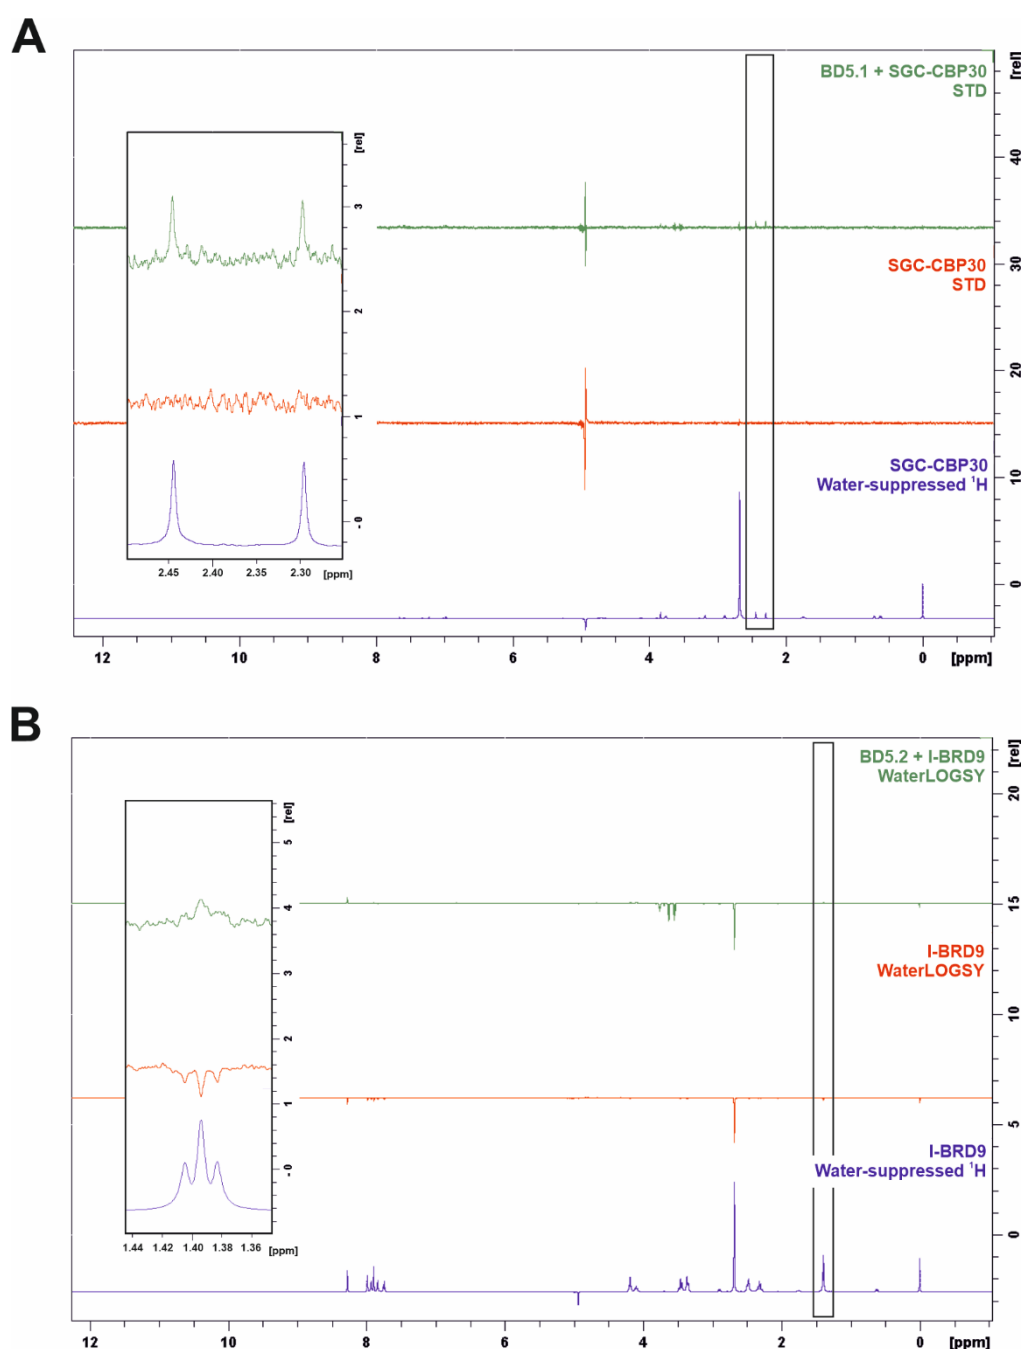 A
BD5.1 + SGC-CBP30
STD
[rel]
40
30
20
10
0
SGC-CBP30
STD
SGC-CBP30
Water-suppressed ¹H
[rel]
3
2
1
- 0
2.45 2.40 2.35 2.30 [ppm]
12 10 8 6 4 2 0 [ppm]
B
BD5.2 + I-BRD9
WaterLOGSY
[rel]
20
15
10
5
0
I-BRD9
WaterLOGSY
I-BRD9
Water-suppressed ¹H
[rel]
5
4
3
2
1
- 0
1.44 1.42 1.40 1.38 1.36 [ppm]
12 10 8 6 4 2 0 [ppm]